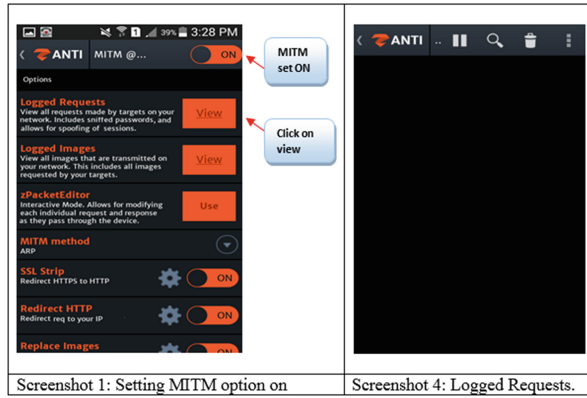 39% 3:28 PM
ZANTI MITM @... ON
Options
Logged Requests
View all requests made by targets on your
network. Includes sniffed passwords, and
allows for spoofing of sessions.
View
Logged Images
View all images that are transmitted on
your network. This includes all images
requested by your targets.
View
zPacketEditor
Interactive Mode. Allows for modifying
each individual request and response
as they pass through the device.
Use
MITM method
ARP
SSL Strip
Redirect HTTPS to HTTP
ON
Redirect HTTP
Redirect req to your IP
ON
Replace Images
ON
MITM
set ON
Click on
view
Screenshot 1: Setting MITM option on
ZANTI ..
Screenshot 4: Logged Requests.